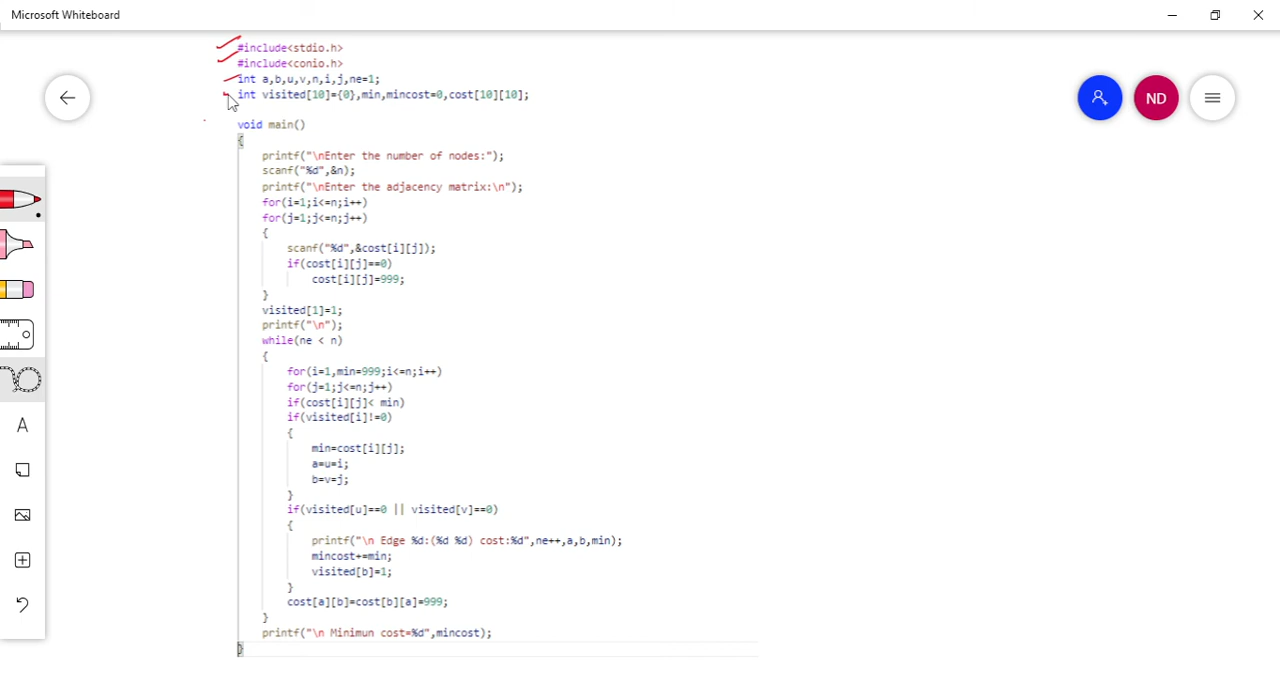 Microsoft Whiteboard
#include<stdio.h>
#include<conio.h>
int a,b,u,v,n,i,j,ne=1;
int visited[10]={0},min,mincost=0,cost[10][10];
ND
void main()
{
printf("\nEnter the number of nodes:");
scanf("%d",&n);
printf("\nEnter the adjacency matrix:\n");
for(i=1;i<=n;i++)
for(j=1;j<=n;j++)
{
scanf("%d",&cost[i][j]);
if(cost[i][j]==0)
cost[i][j]=999;
}
visited[1]=1;
printf("\n");
while(ne < n)
{
for(i=1,min=999;i<=n;i++)
for(j=1;j<=n;j++)
if(cost[i][j]< min)
if(visited[i]!=0)
{
min=cost[i][j];
a=u=i;
b=v=j;
}
if(visited[u]==0 || visited[v]==0)
{
printf("\n Edge %d:(%d %d) cost:%d",ne++,a,b,min);
mincost+=min;
visited[b]=1;
}
cost[a][b]=cost[b][a]=999;
}
printf("\n Minimun cost=%d",mincost);
}
A